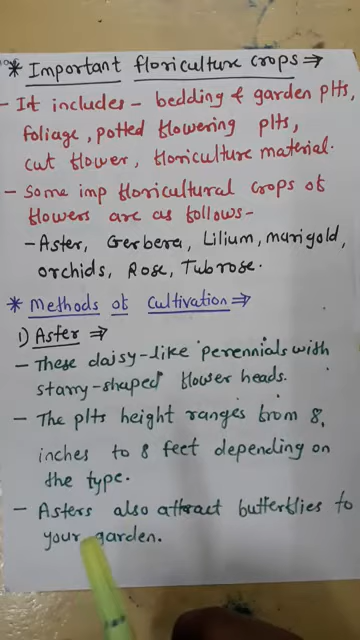 * Important floriculture crops ⇒
- It includes - bedding & garden plts,
foliage, potted flowering plts,
cut flower, floriculture material.
- Some imp floricultural crops of
flowers are as follows -
- Aster, Gerbera, Lilium, marigold,
orchids, Rose, Tubrose.
* Methods of Cultivation ⇒
1) Aster ⇒
- These daisy-like perennials with
starry-shaped flower heads.
- The plts height ranges from 8
inches to 8 feet depending on
the type.
- Asters also attract butterflies to
your garden.